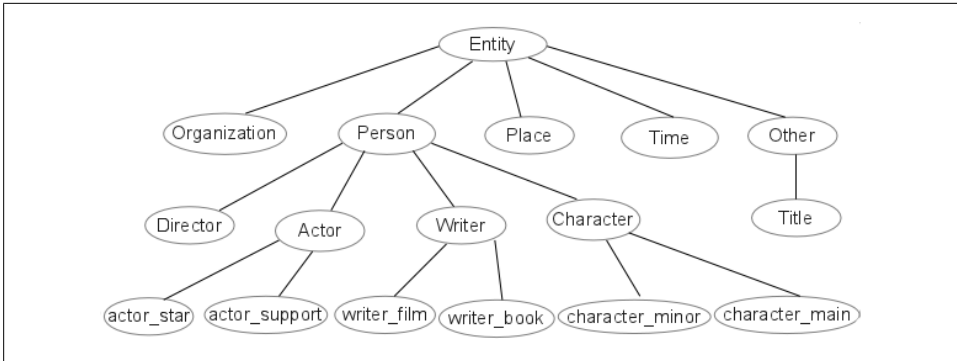 Entity
Organization Person Place Time Other
Director Actor Writer Character Title
actor_star actor_support writer_film writer_book character_minor character_main